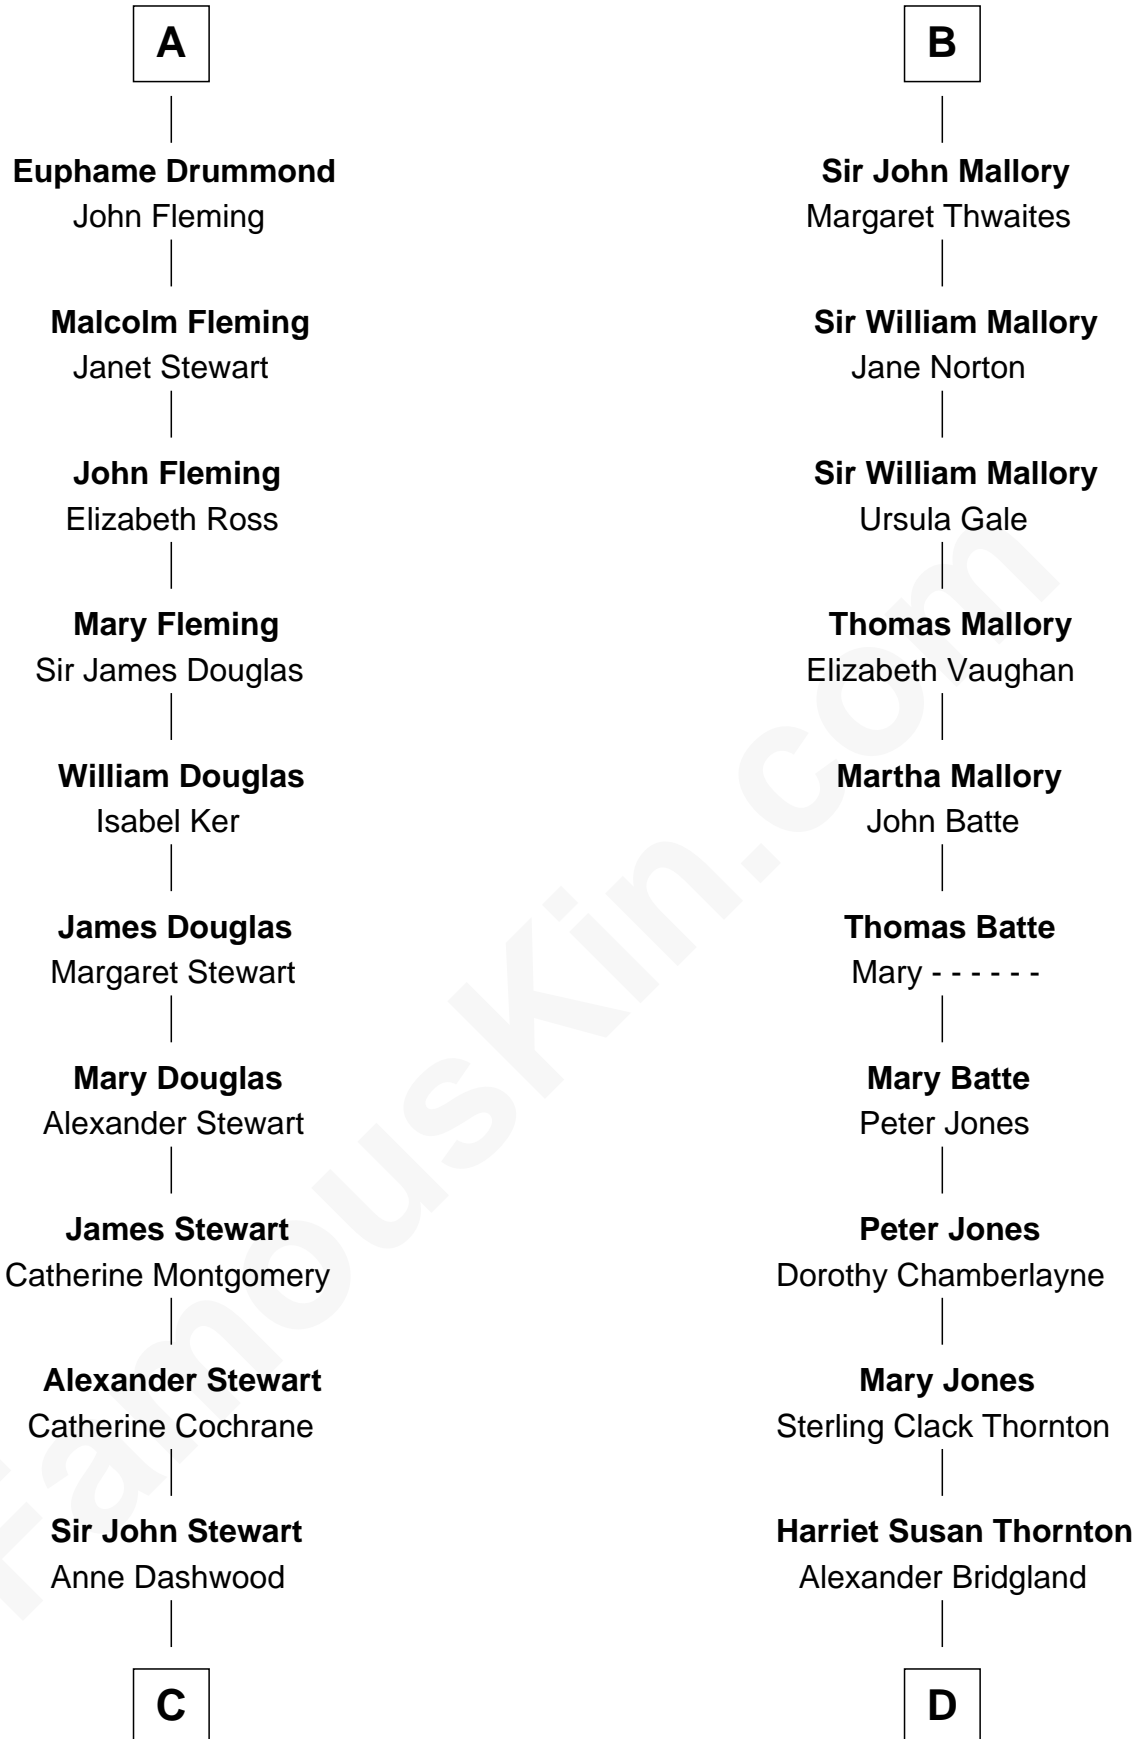 A
Euphame Drummond
John Fleming
Malcolm Fleming
Janet Stewart
John Fleming
Elizabeth Ross
Mary Fleming
Sir James Douglas
William Douglas
Isabel Ker
James Douglas
Margaret Stewart
Mary Douglas
Alexander Stewart
James Stewart
Catherine Montgomery
Alexander Stewart
Catherine Cochrane
Sir John Stewart
Anne Dashwood
C
B
Sir John Mallory
Margaret Thwaites
Sir William Mallory
Jane Norton
Sir William Mallory
Ursula Gale
Thomas Mallory
Elizabeth Vaughan
Martha Mallory
John Batte
Thomas Batte
Mary - - - - - -
Mary Batte
Peter Jones
Peter Jones
Dorothy Chamberlayne
Mary Jones
Sterling Clack Thornton
Harriet Susan Thornton
Alexander Bridgland
D
FamousKin.com